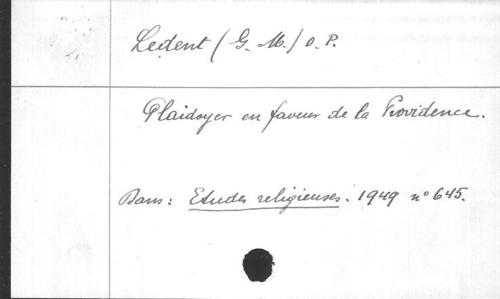 Ledent (G. M.) O.P.
Plaidoyer en faveur de la Providence.
Dans: Etudes religieuses. 1949 n° 645.